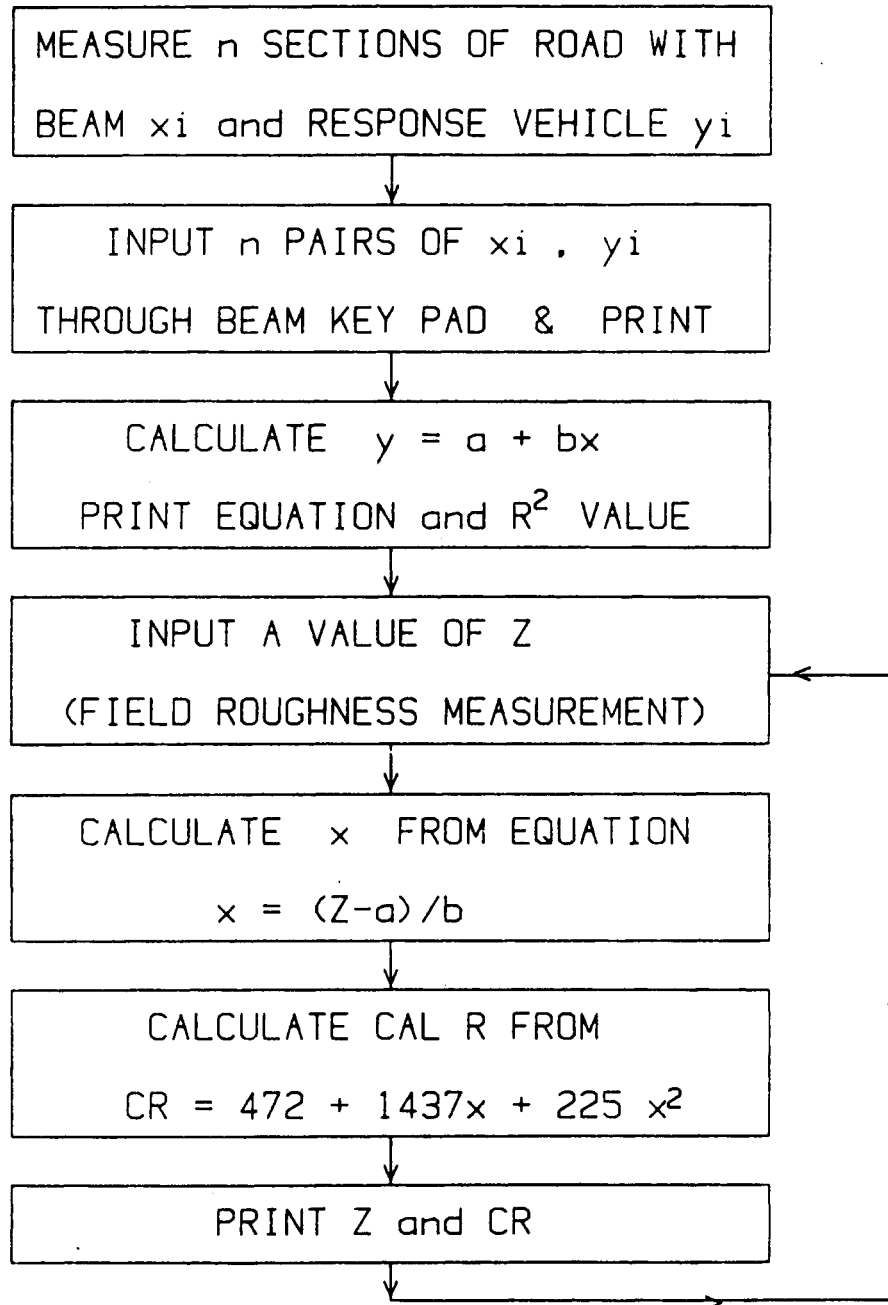 MEASURE n SECTIONS OF ROAD WITH
BEAM xi and RESPONSE VEHICLE yi
INPUT n PAIRS OF xi , yi
THROUGH BEAM KEY PAD & PRINT
CALCULATE y = a + bx
PRINT EQUATION and R² VALUE
INPUT A VALUE OF Z
(FIELD ROUGHNESS MEASUREMENT)
CALCULATE x FROM EQUATION
x = (Z-a)/b
CALCULATE CAL R FROM
CR = 472 + 1437x + 225 x²
PRINT Z and CR